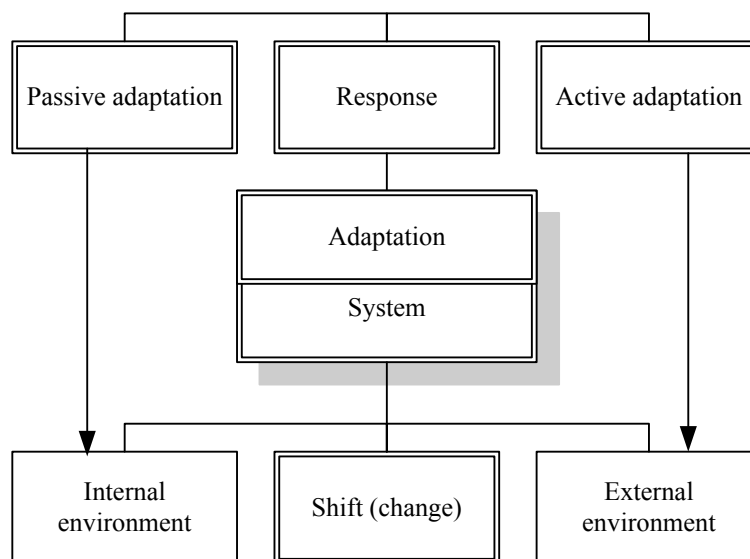 Passive adaptation
Response
Active adaptation
Adaptation
System
Internal
environment
Shift (change)
External
environment